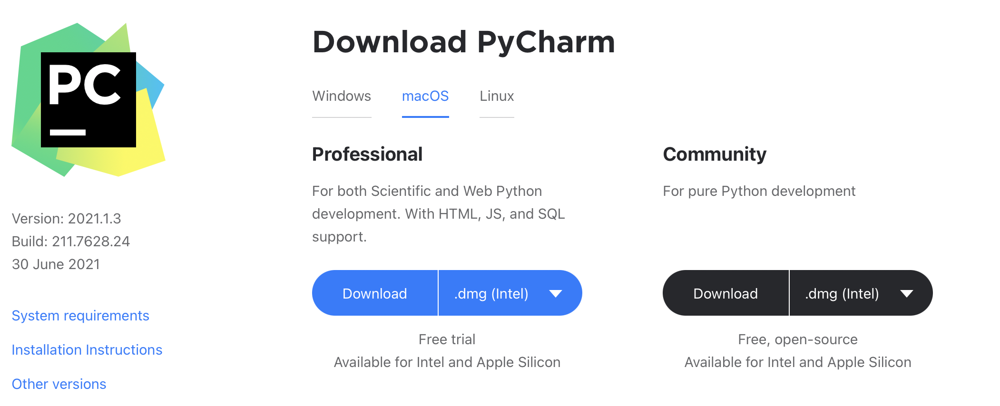 PC
Version: 2021.1.3
Build: 211.7628.24
30 June 2021
System requirements
Installation Instructions
Other versions
Download PyCharm
Windows
macOS
Linux
Professional
For both Scientific and Web Python
development. With HTML, JS, and SQL
support.
Download
.dmg (Intel)
Free trial
Available for Intel and Apple Silicon
Community
For pure Python development
Download
.dmg (Intel)
Free, open-source
Available for Intel and Apple Silicon